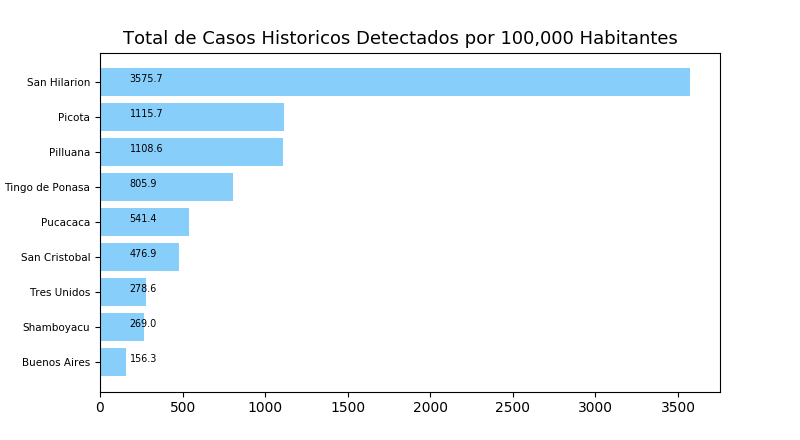 Total de Casos Historicos Detectados por 100,000 Habitantes
San Hilarion 3575.7
Picota 1115.7
Pilluana 1108.6
Tingo de Ponasa 805.9
Pucacaca 541.4
San Cristobal 476.9
Tres Unidos 278.6
Shamboyacu 269.0
Buenos Aires 156.3
0 500 1000 1500 2000 2500 3000 3500